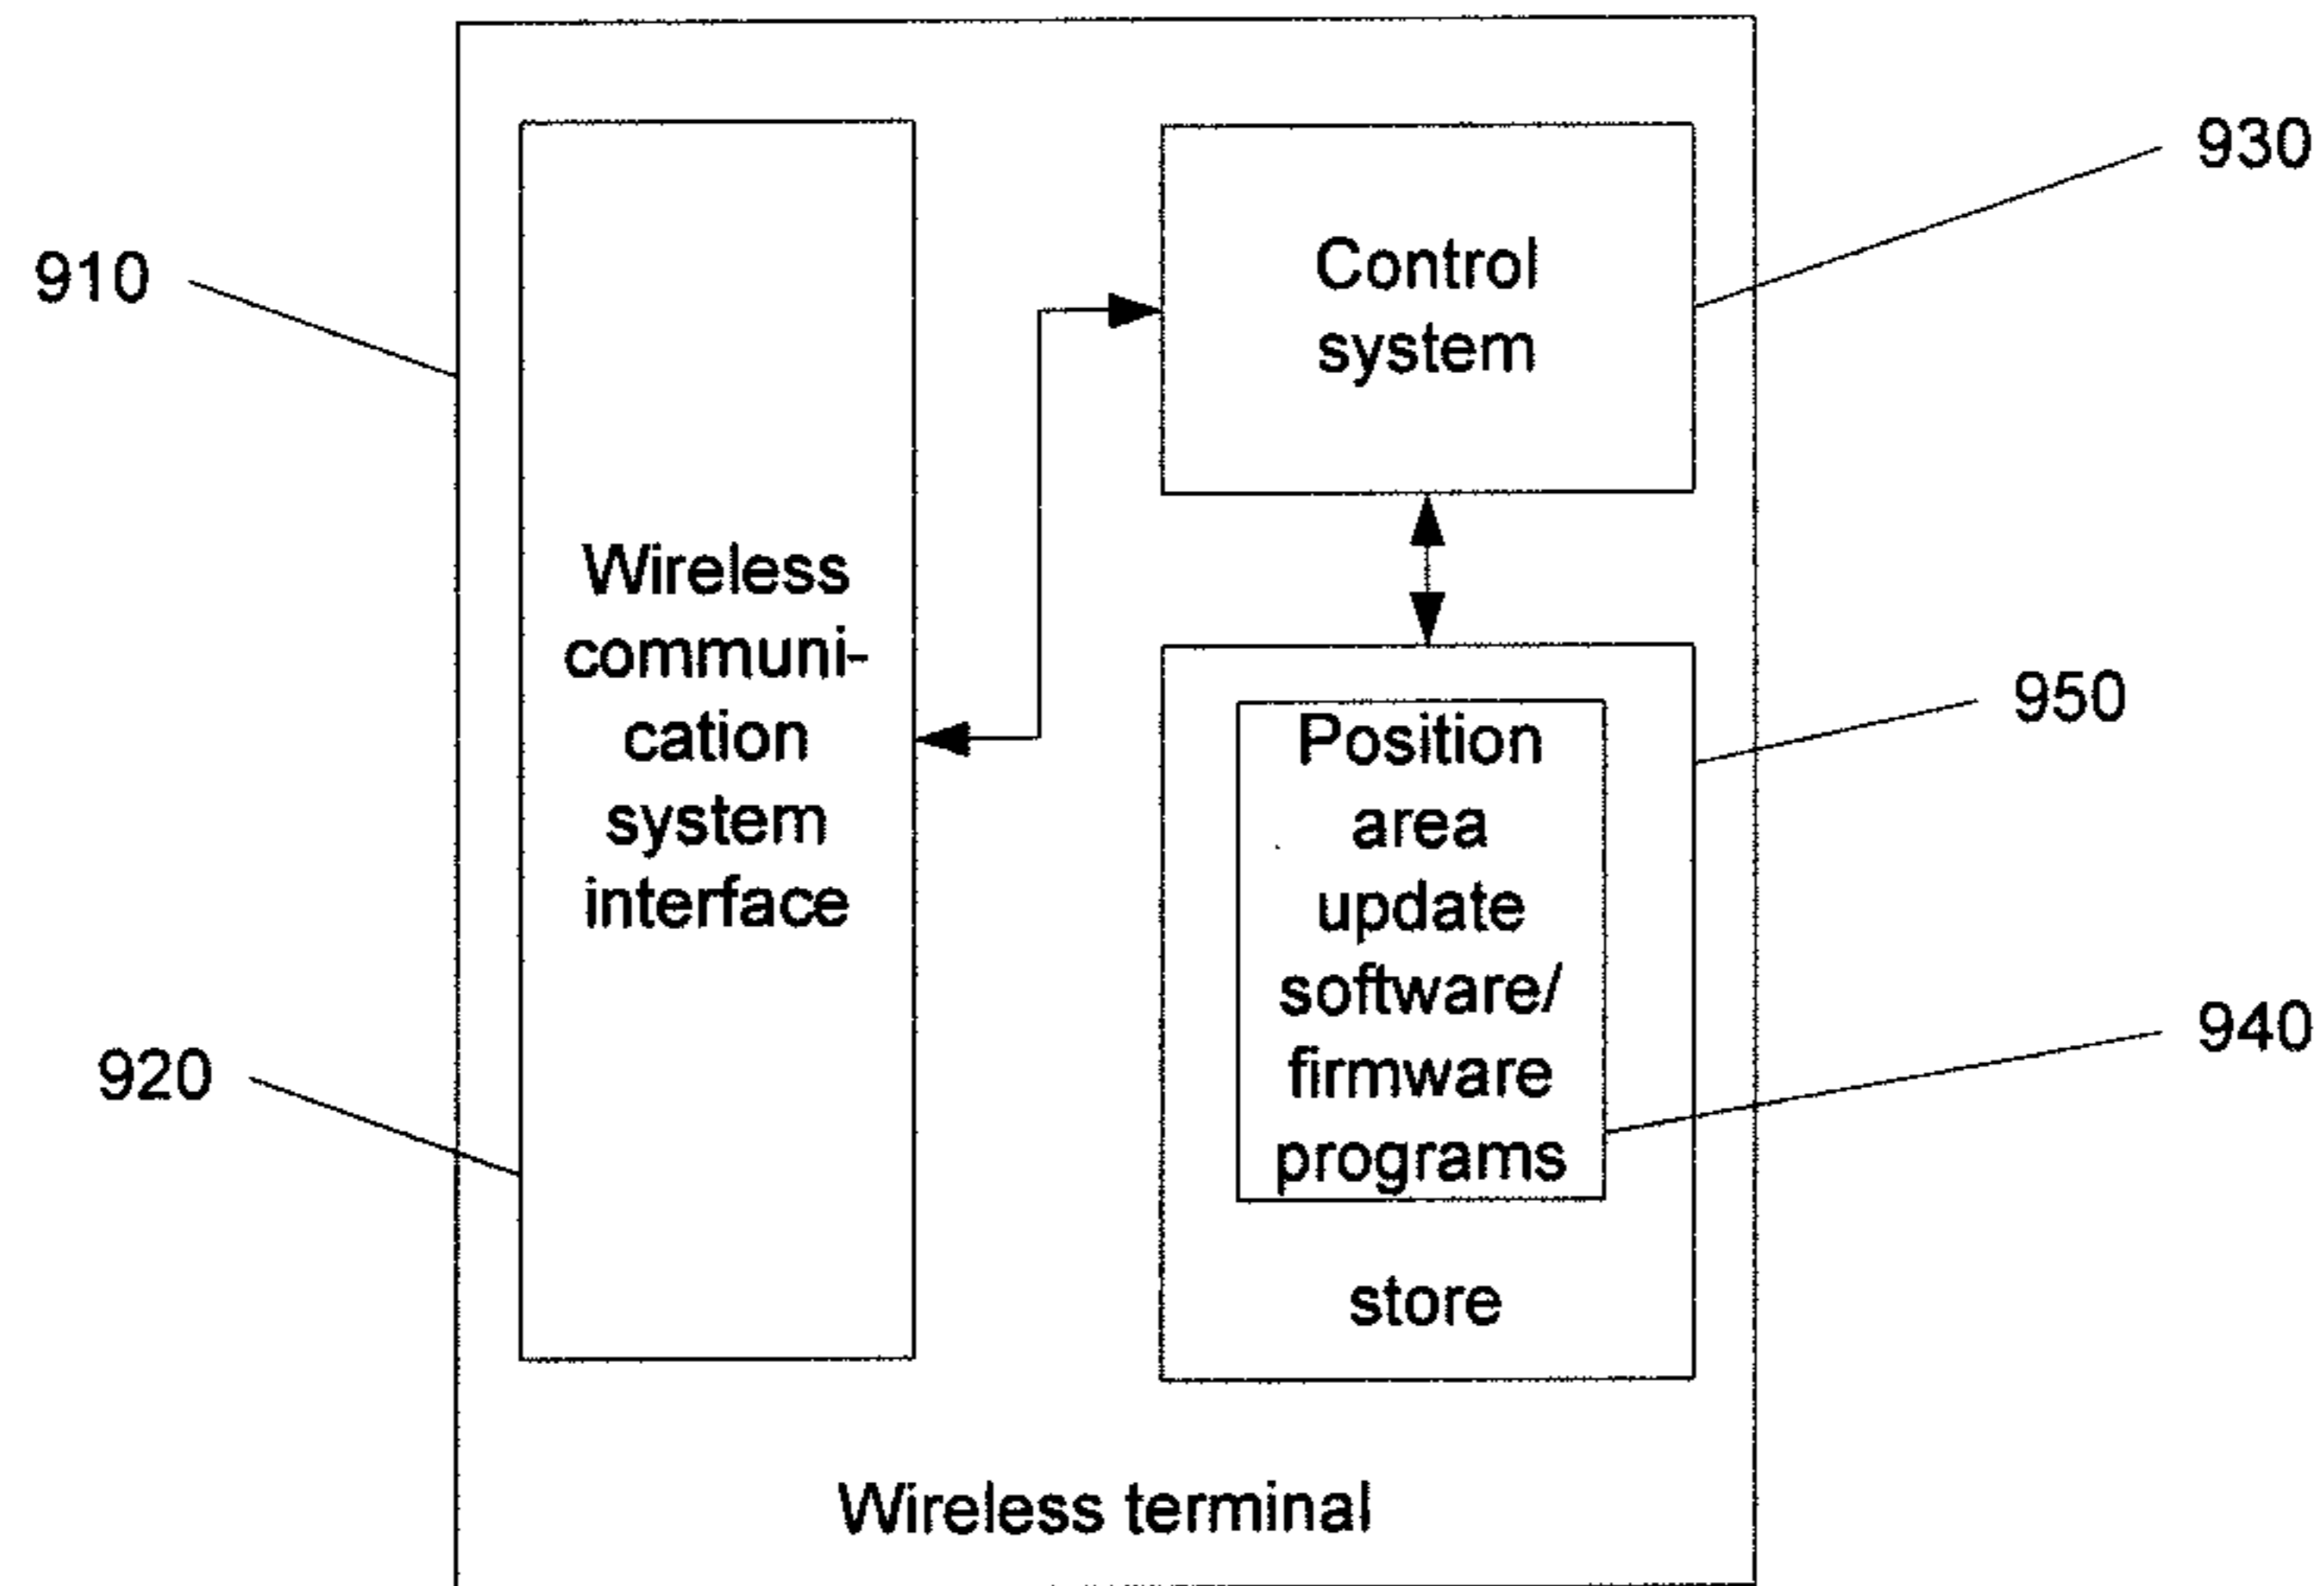 910
920
Wireless
communi-
cation
system
interface
Control
system
930
Position
area
update
software/
firmware
programs
store
950
940
Wireless terminal